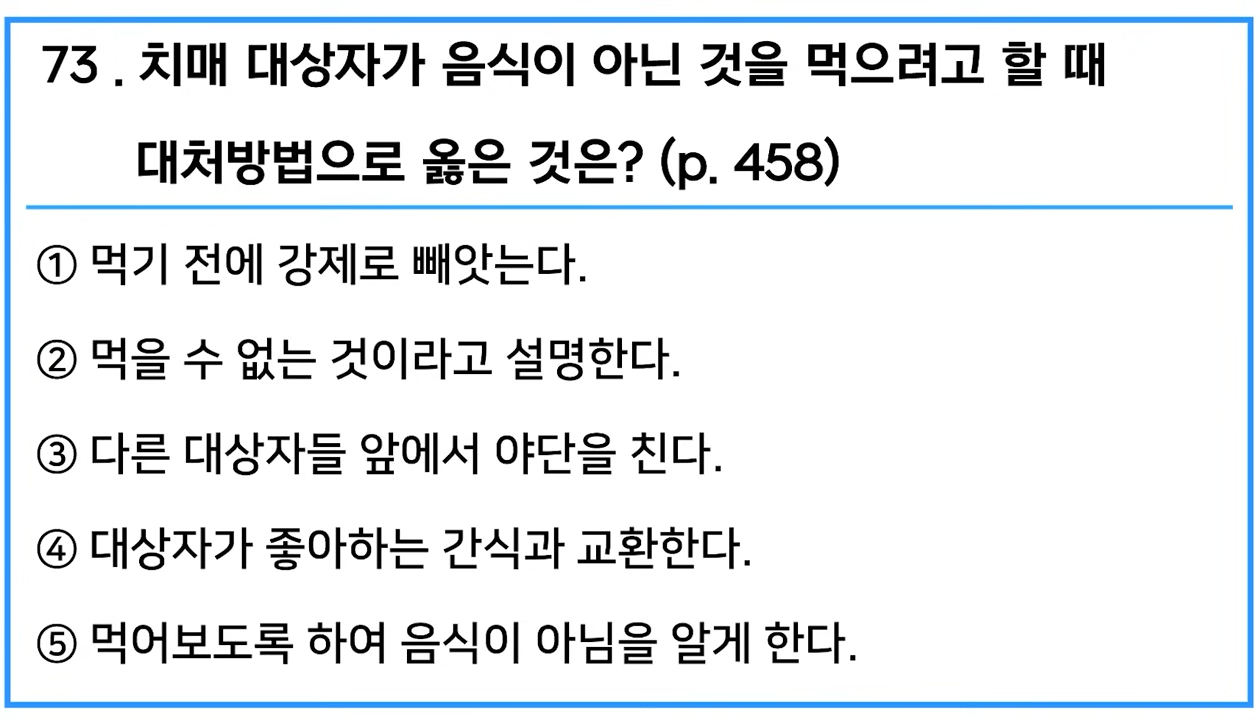 73 . 치매 대상자가 음식이 아닌 것을 먹으려고 할 때
대처방법으로 옳은 것은? (p. 458)
① 먹기 전에 강제로 빼앗는다.
② 먹을 수 없는 것이라고 설명한다.
③ 다른 대상자들 앞에서 야단을 친다.
④ 대상자가 좋아하는 간식과 교환한다.
⑤ 먹어보도록 하여 음식이 아님을 알게 한다.